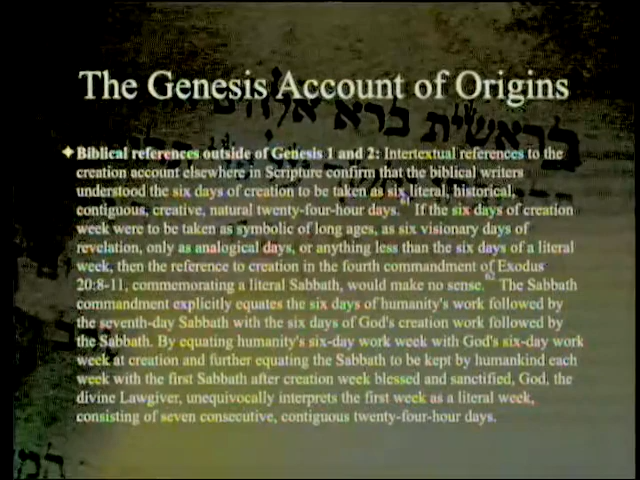 The Genesis Account of Origins
בראשית ברא אלהים
Biblical references outside of Genesis 1 and 2: Intertextual references to the
creation account elsewhere in Scripture confirm that the biblical writers
understood the six days of creation to be taken as six literal, historical,
contiguous, creative, natural twenty-four-hour days. If the six days of creation
week were to be taken as symbolic of long ages, as six visionary days of
revelation, only as analogical days, or anything less than the six days of a literal
week, then the reference to creation in the fourth commandment of Exodus
20:8-11, commemorating a literal Sabbath, would make no sense. The Sabbath
commandment explicitly equates the six days of humanity's work followed by
the seventh-day Sabbath with the six days of God's creation work followed by
the Sabbath. By equating humanity's six-day work week with God's six-day work
week at creation and further equating the Sabbath to be kept by humankind each
week with the first Sabbath after creation week blessed and sanctified, God, the
divine Lawgiver, unequivocally interprets the first week as a literal week,
consisting of seven consecutive, contiguous twenty-four-hour days.